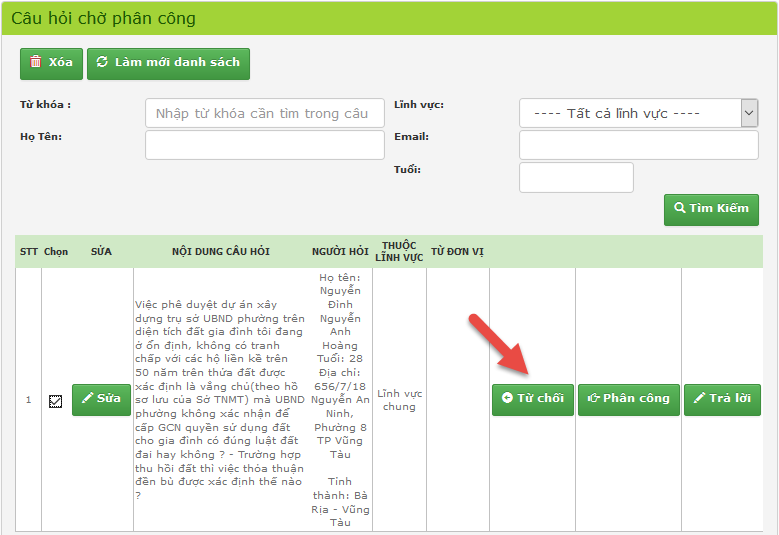 Câu hỏi chờ phân công
Xóa
Làm mới danh sách
Từ khóa :
Nhập từ khóa cần tìm trong câu
Lĩnh vực:
---- Tất cả lĩnh vực ----
Họ Tên:
Email:
Tuổi:
Tìm Kiếm
STT
Chọn
SỬA
NỘI DUNG CÂU HỎI
NGƯỜI HỎI
THUỘC
LĨNH VỰC
TỪ ĐƠN VỊ
1
Sửa
Việc phê duyệt dự án xây
dựng trụ sở UBND phường trên
diện tích đất gia đình tôi đang
ở ổn định, không có tranh
chấp với các hộ liền kề trên
50 năm trên thửa đất được
xác định là vắng chủ(theo hồ
sơ lưu của Sở TNMT) mà UBND
phường không xác nhận để
cấp GCN quyền sử dụng đất
cho gia đình có đúng luật đất
đai hay không ? - Trường hợp
thu hồi đất thì việc thỏa thuận
đền bù được xác định thế nào
?
Họ tên:
Nguyễn
Đình
Nguyễn
Anh
Hoàng
Tuổi: 28
Địa chỉ:
656/7/18
Nguyễn An
Ninh,
Phường 8
TP Vũng
Tàu
Tỉnh
thành: Bà
Rịa - Vũng
Tàu
Lĩnh vực
chung
Từ chối
Phân công
Trả lời